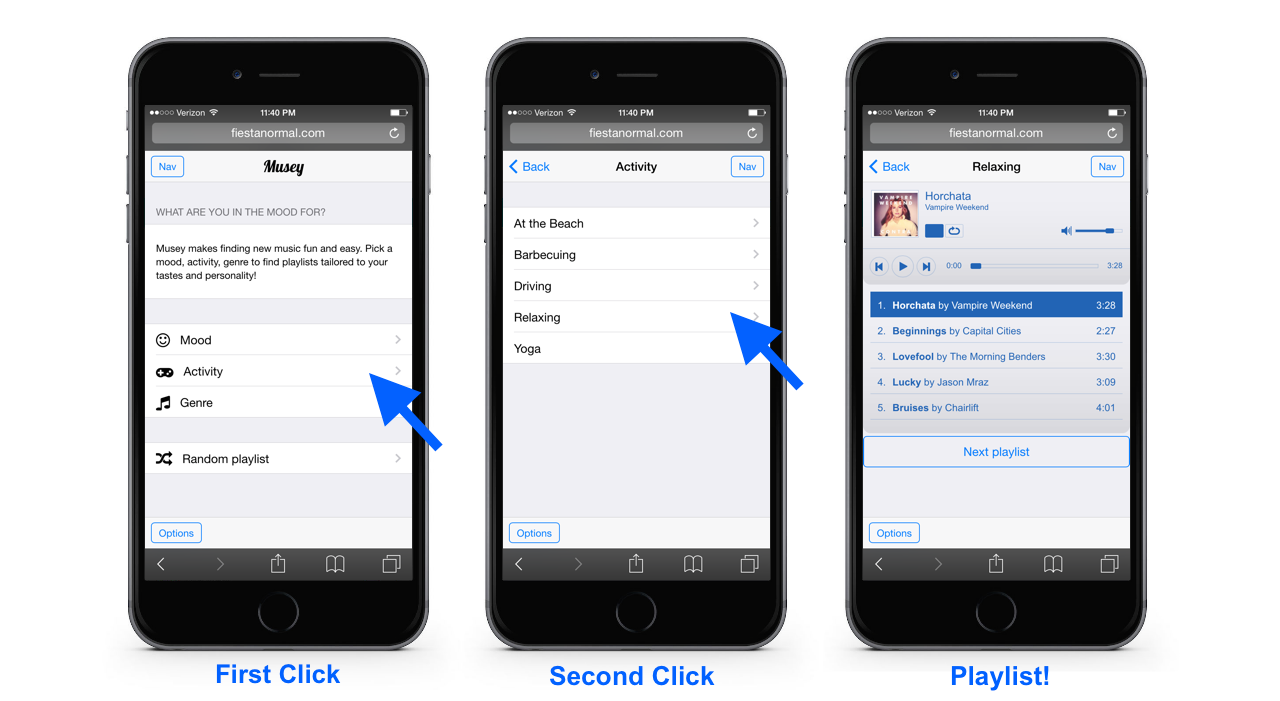 Verizon 11:40 PM
fiestanormal.com
Nav Musey
WHAT ARE YOU IN THE MOOD FOR?
Musey makes finding new music fun and easy. Pick a
mood, activity, genre to find playlists tailored to your
tastes and personality!
Mood
Activity
Genre
Random playlist
Options
First Click
Verizon 11:40 PM
fiestanormal.com
Back Activity Nav
At the Beach
Barbecuing
Driving
Relaxing
Yoga
Options
Second Click
Verizon 11:40 PM
fiestanormal.com
Back Relaxing Nav
VAMPIRE
WEEKEND
Horchata
Vampire Weekend
0:00 3:28
1. Horchata by Vampire Weekend 3:28
2. Beginnings by Capital Cities 2:27
3. Lovefool by The Morning Benders 3:30
4. Lucky by Jason Mraz 3:09
5. Bruises by Chairlift 4:01
Next playlist
Options
Playlist!